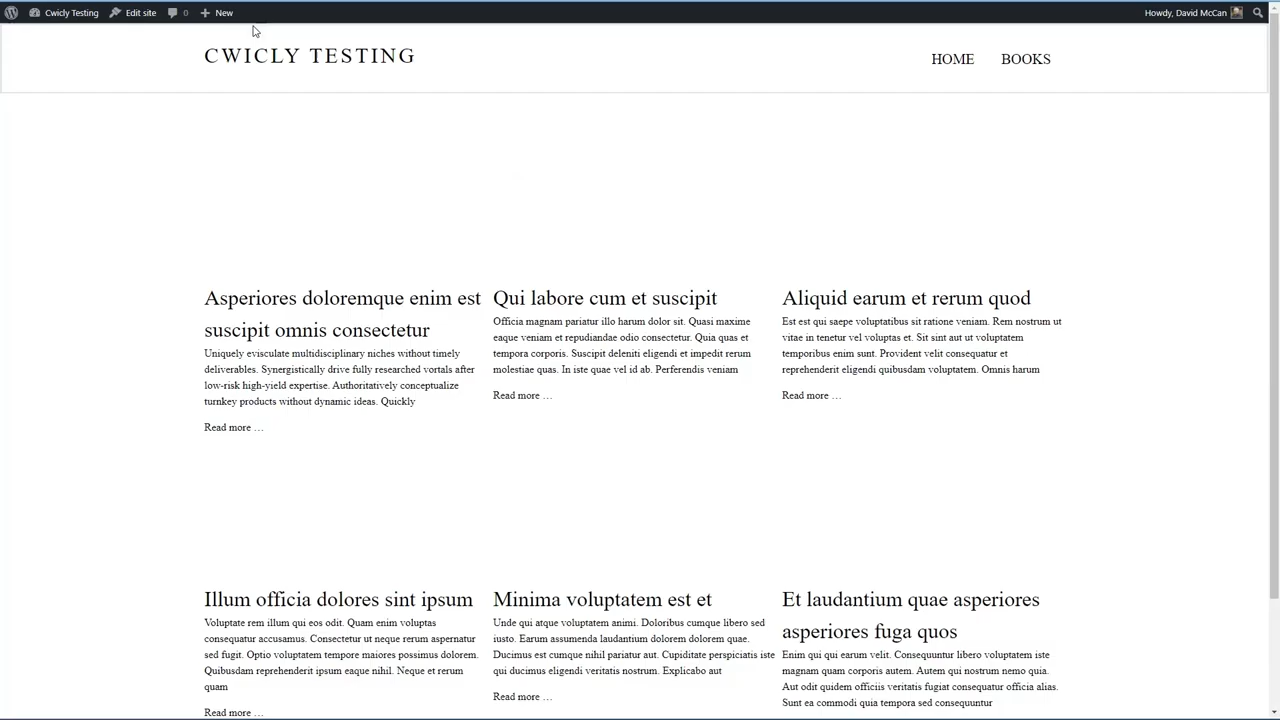 Cwicly Testing
Edit site
0
New
Howdy, David McCan
CWICLY TESTING
HOME
BOOKS
Asperiores doloremque enim est
suscipit omnis consectetur
Uniquely evisculate multidisciplinary niches without timely
deliverables. Synergistically drive fully researched vortals after
low-risk high-yield expertise. Authoritatively conceptualize
turnkey products without dynamic ideas. Quickly
Read more …
Qui labore cum et suscipit
Officia magnam pariatur illo harum dolor sit. Quasi maxime
eaque veniam et repudiandae odio consectetur. Quia quas et
tempora corporis. Suscipit deleniti eligendi et impedit rerum
molestiae quas. In iste quae vel id ab. Perferendis veniam
Read more …
Aliquid earum et rerum quod
Est est qui saepe voluptatibus sit ratione veniam. Rem nostrum ut
vitae in tenetur vel voluptas et. Sit sint aut ut voluptatem
temporibus enim sunt. Provident velit consequatur et
reprehenderit eligendi quibusdam voluptatem. Omnis harum
Read more …
Illum officia dolores sint ipsum
Voluptate rem illum qui eos odit. Quam enim voluptas
consequatur accusamus. Consectetur ut neque rerum aspernatur
sed fugit. Optio voluptatem tempore maiores possimus dolorem.
Quibusdam reprehenderit ipsum eaque nihil. Neque et rerum
quam
Read more …
Minima voluptatem est et
Unde qui atque voluptatem animi. Doloribus cumque libero sed
iusto. Earum assumenda laudantium dolorem dolorem quae.
Ducimus est cumque nihil pariatur aut. Cupiditate perspiciatis iste
qui ducimus eligendi veritatis nostrum. Explicabo aut
Read more …
Et laudantium quae asperiores
asperiores fuga quos
Enim qui qui earum velit. Consequuntur libero voluptatem iste
magnam quam corporis autem. Autem qui nostrum nemo quia.
Aut odit quidem officiis veritatis fugiat consequatur officia alias.
Sunt ea commodi quia tempora sed consequuntur